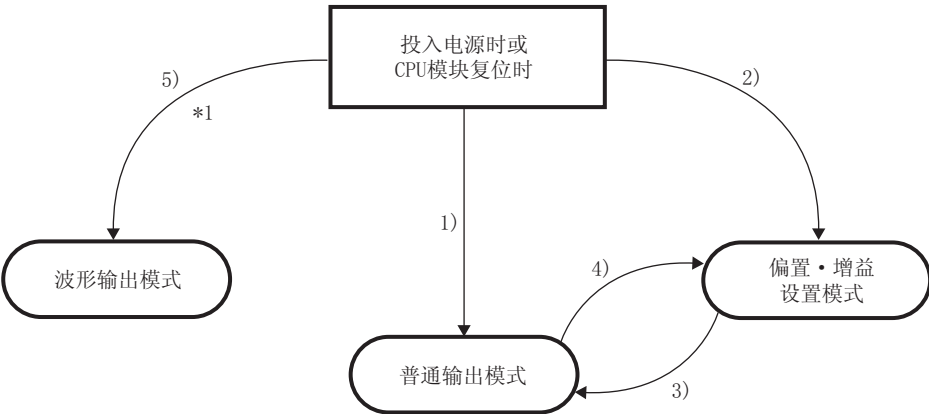 投入电源时或
CPU模块复位时
5)
*1
2)
1)
波形输出模式
4)
偏置·增益
设置模式
普通输出模式
3)